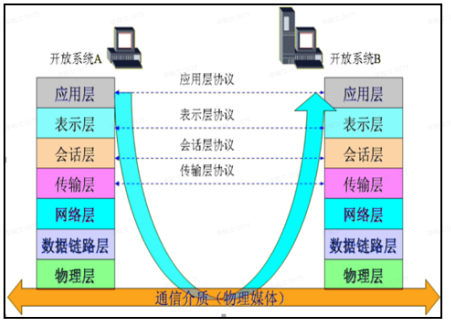 开放系统A
开放系统B
应用层协议
应用层
应用层
表示层协议
表示层
表示层
会话层协议
会话层
会话层
传输层协议
传输层
传输层
网络层
网络层
数据链路层
数据链路层
物理层
物理层
通信介质（物理媒体）